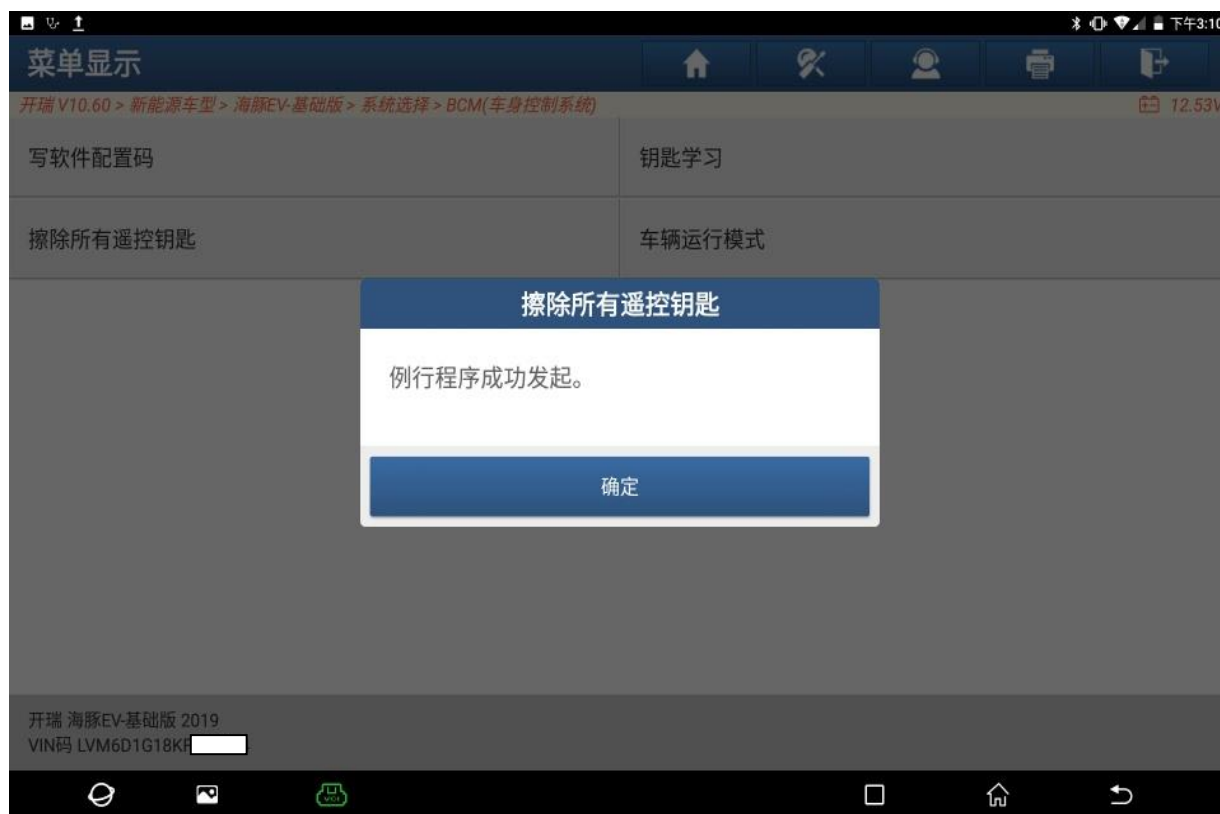 下午3:10
菜单显示
开瑞 V10.60 > 新能源车型 > 海豚EV-基础版 > 系统选择 > BCM(车身控制系统)
12.53V
写软件配置码
钥匙学习
擦除所有遥控钥匙
车辆运行模式
擦除所有遥控钥匙
例行程序成功发起。
确定
开瑞 海豚EV-基础版 2019
VIN码 LVM6D1G18K
VCI